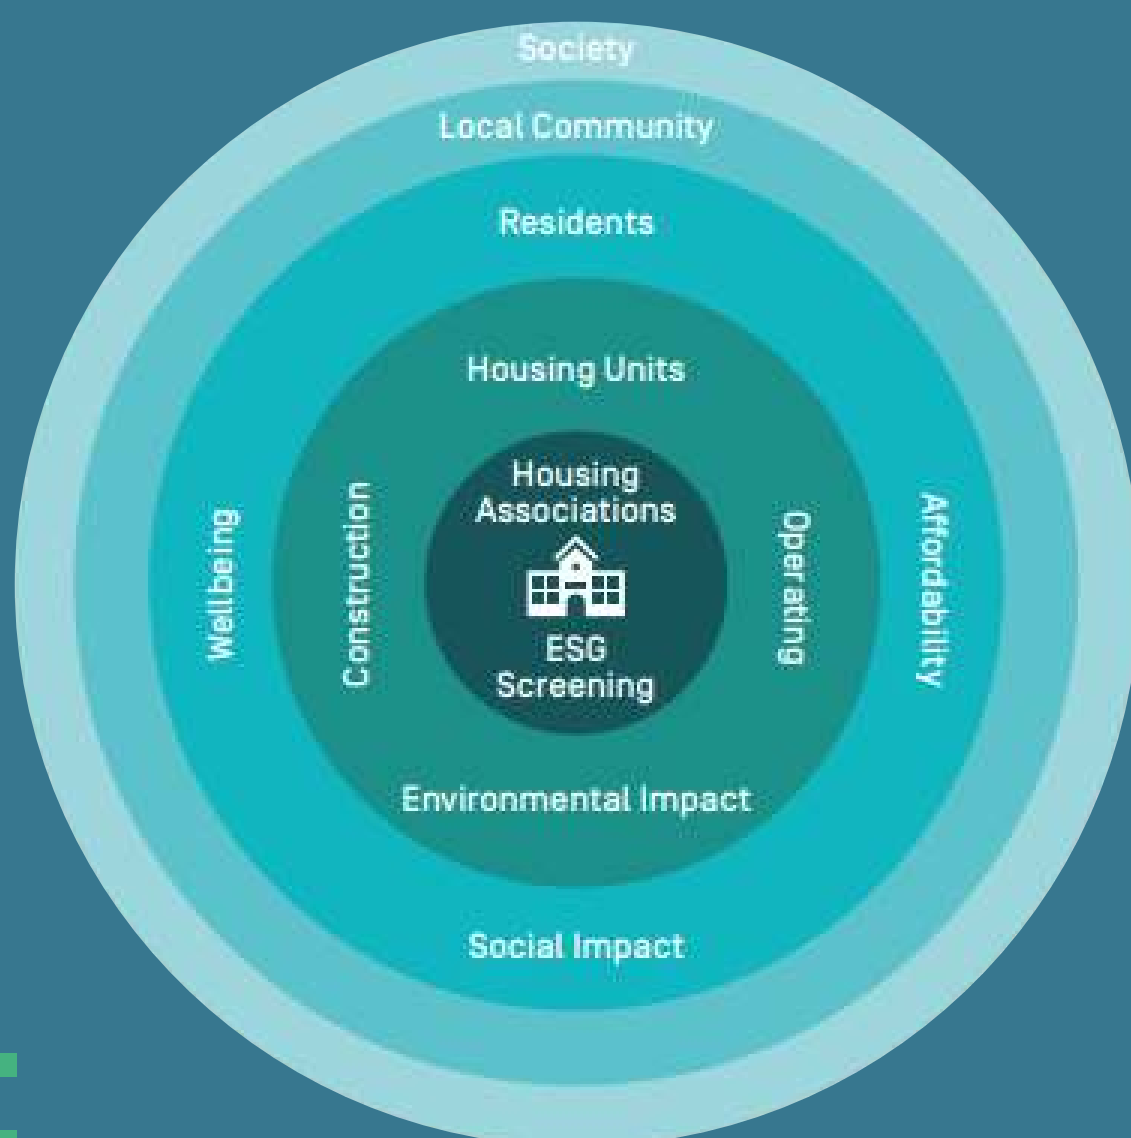 Society
Local Community
Residents
Housing Units
Housing
Associations
Wellbeing
Construction
Operating
Affordability
ESG
Screening
Environmental Impact
Social Impact